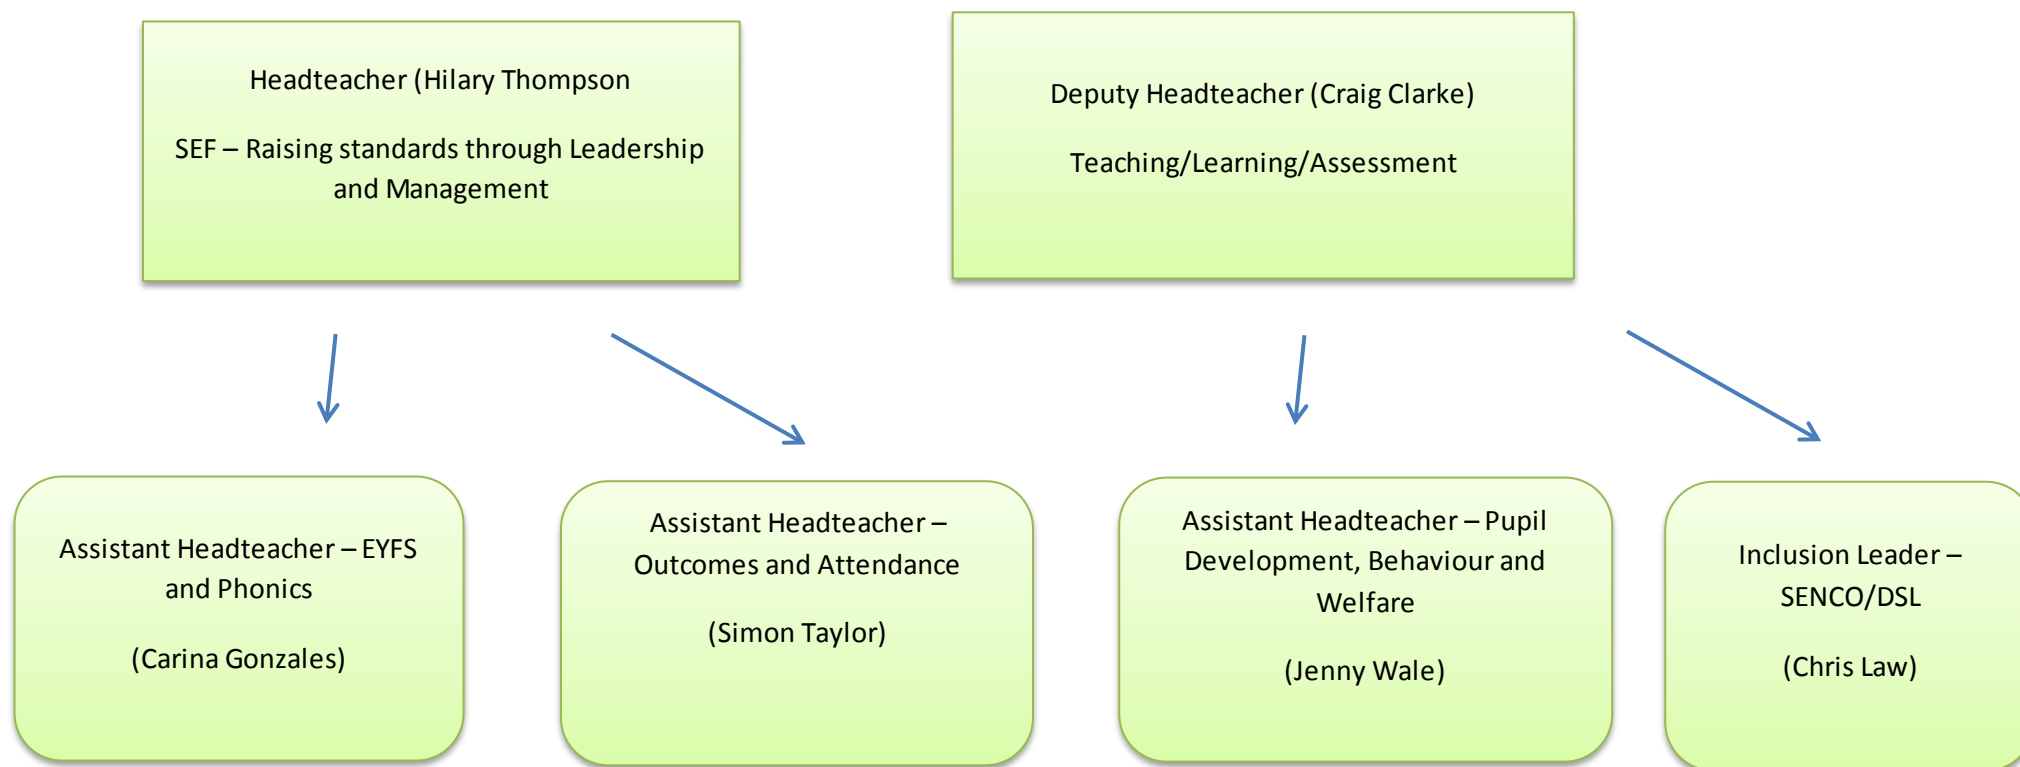 Headteacher (Hilary Thompson
SEF – Raising standards through Leadership
and Management
Deputy Headteacher (Craig Clarke)
Teaching/Learning/Assessment
Assistant Headteacher – EYFS
and Phonics
(Carina Gonzales)
Assistant Headteacher –
Outcomes and Attendance
(Simon Taylor)
Assistant Headteacher – Pupil
Development, Behaviour and
Welfare
(Jenny Wale)
Inclusion Leader –
SENCO/DSL
(Chris Law)